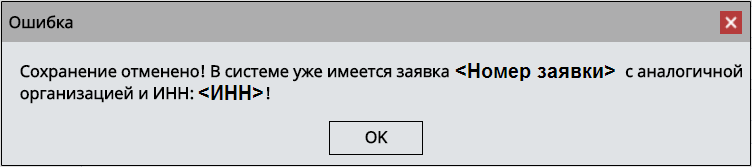 Ошибка
Сохранение отменено! В системе уже имеется заявка <Номер заявки> с аналогичной
организацией и ИНН: <ИНН>!
OK